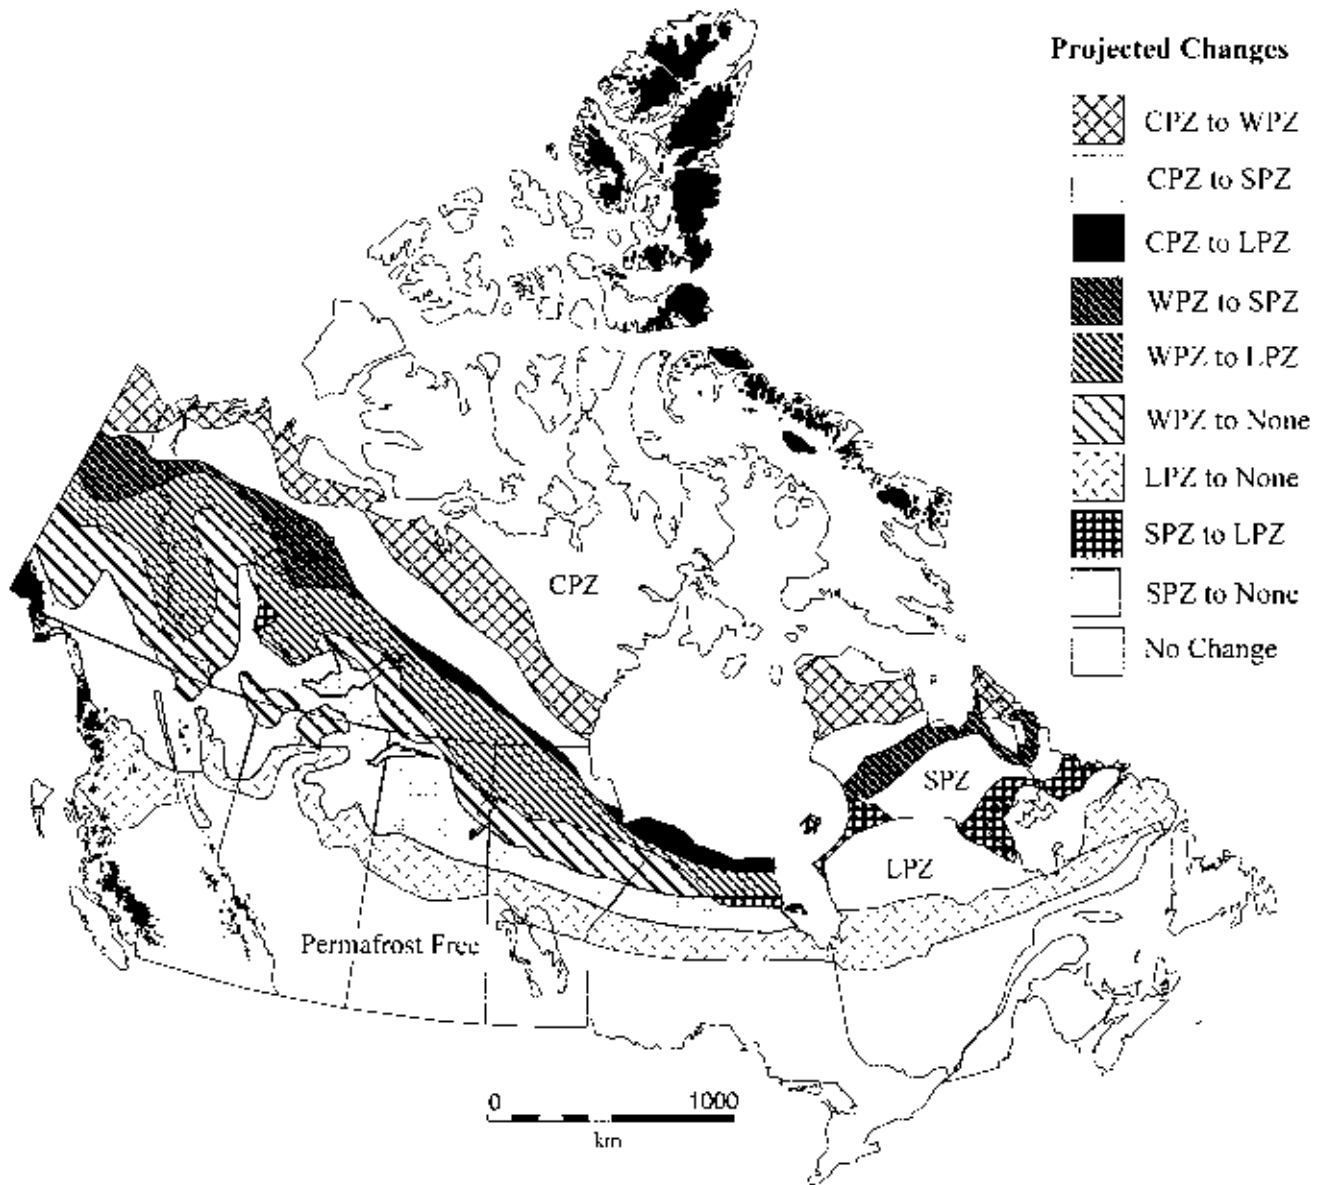 Projected Changes
CPZ to WPZ
CPZ to SPZ
CPZ to LPZ
WPZ to SPZ
WPZ to LPZ
WPZ to None
LPZ to None
SPZ to LPZ
SPZ to None
No Change
CPZ
SPZ
LPZ
Permafrost Free
0 1000
km